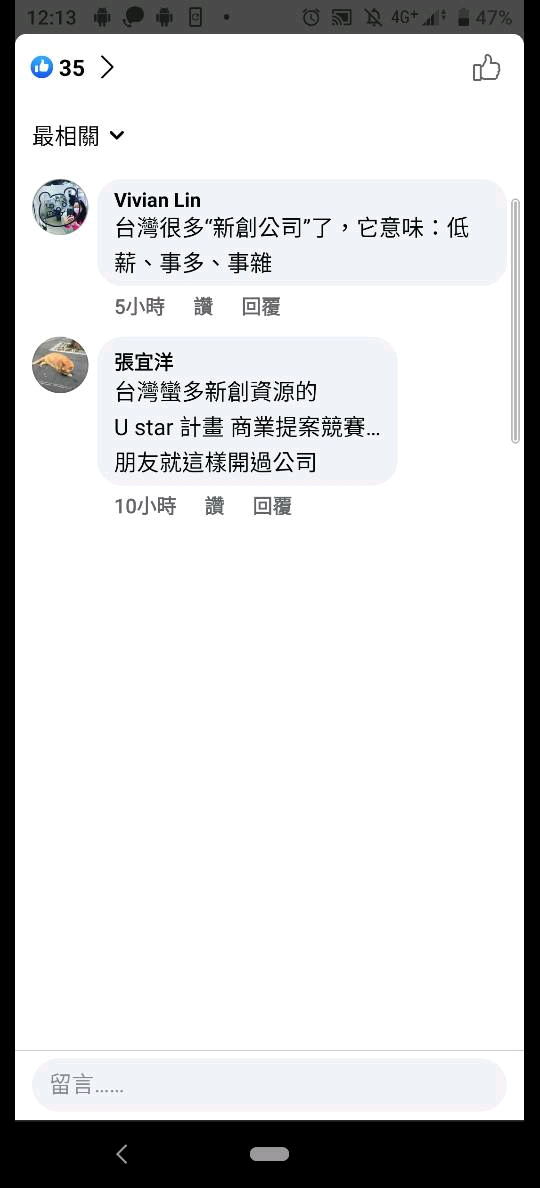 12:13
4G+
47%
35
最相關
Vivian Lin
台灣很多“新創公司”了，它意味：低
薪、事多、事雜
5小時 讚 回覆
張宜洋
台灣蠻多新創資源的
U star 計畫 商業提案競賽...
朋友就這樣開過公司
10小時 讚 回覆
留言......